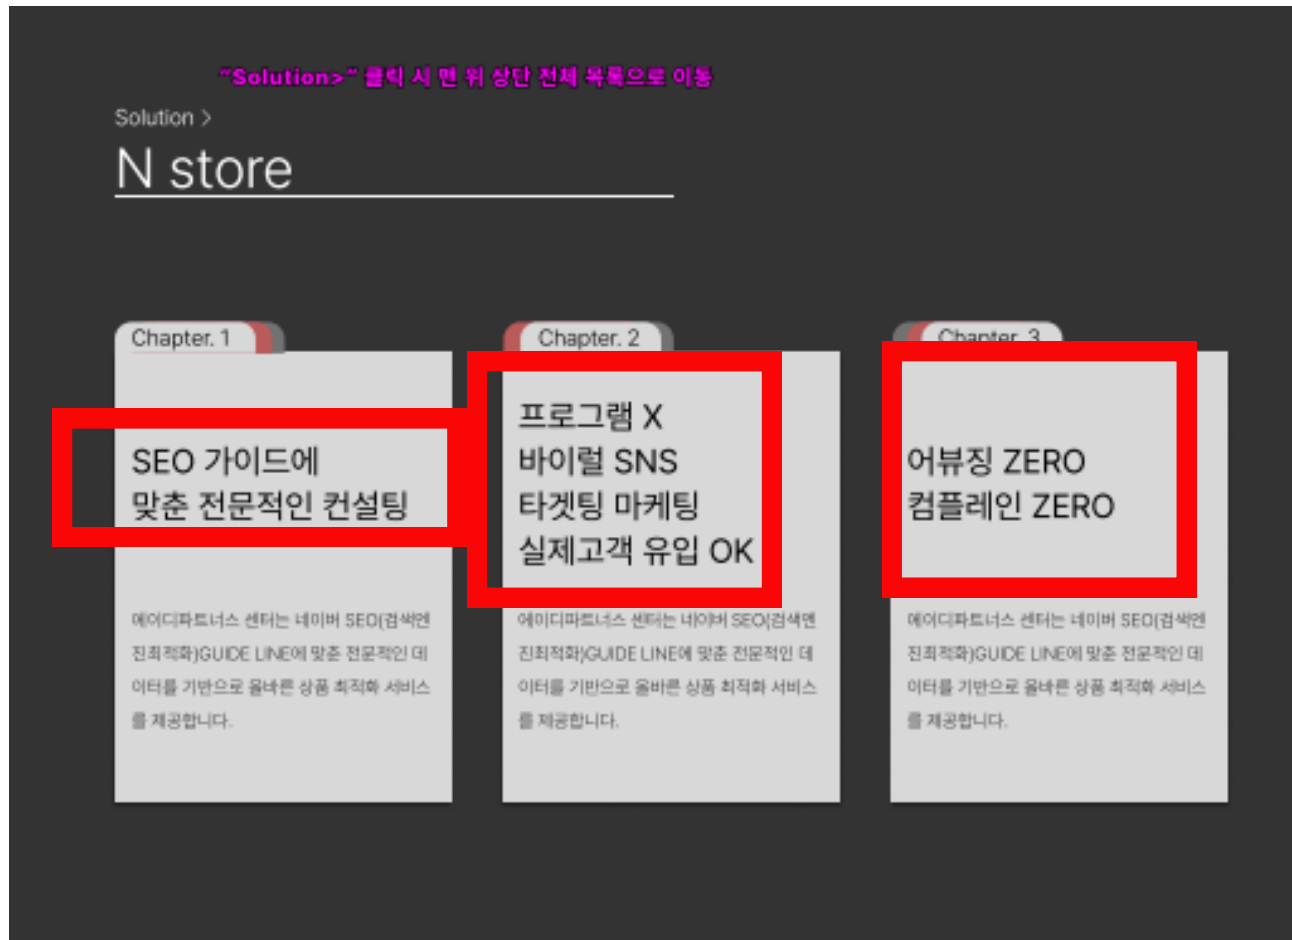 "Solution>" 클릭 시 맨 위 상단 전체 목록으로 이동
Solution >
N store
Chapter. 1
SEO 가이드에
맞춘 전문적인 컨설팅
에이디파트너스 센터는 네이버 SEO(검색엔
진최적화)GUIDE LINE에 맞춘 전문적인 데
이터를 기반으로 올바른 상품 최적화 서비스
를 제공합니다.
Chapter. 2
프로그램 X
바이럴 SNS
타겟팅 마케팅
실제고객 유입 OK
에이디파트너스 센터는 네이버 SEO(검색엔
진최적화)GUIDE LINE에 맞춘 전문적인 데
이터를 기반으로 올바른 상품 최적화 서비스
를 제공합니다.
Chapter. 3
어뷰징 ZERO
컴플레인 ZERO
에이디파트너스 센터는 네이버 SEO(검색엔
진최적화)GUIDE LINE에 맞춘 전문적인 데
이터를 기반으로 올바른 상품 최적화 서비스
를 제공합니다.